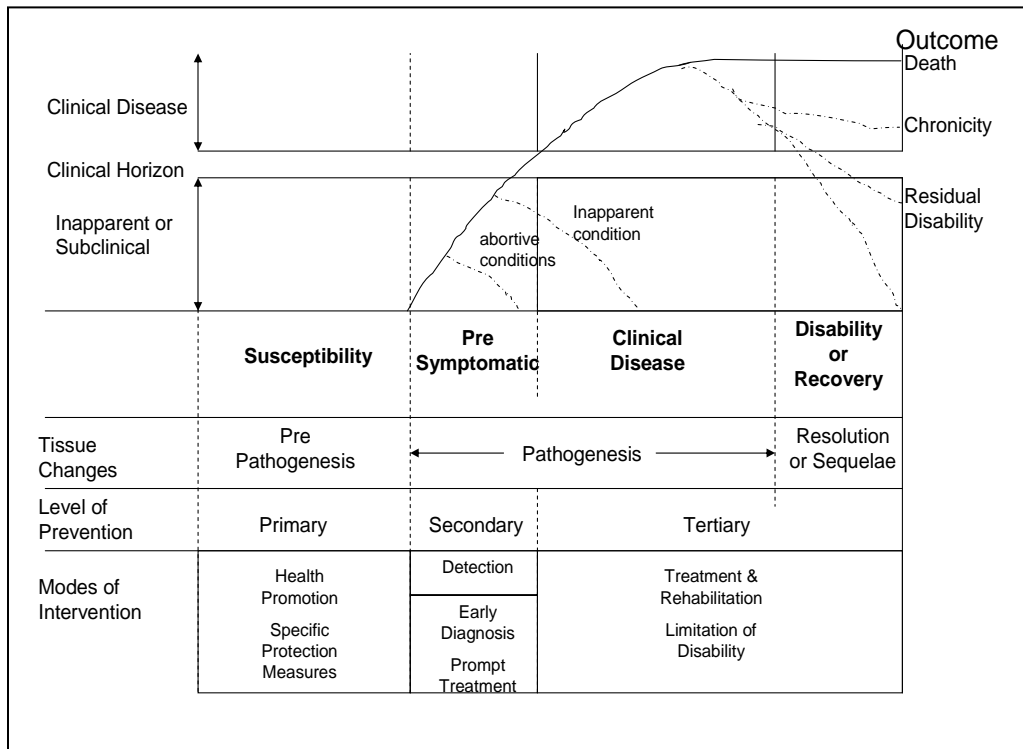 Outcome
Death
Clinical Disease
Chronicity
Clinical Horizon
Residual
Disability
Inapparent or
Subclinical
Inapparent
condition
abortive
conditions
Susceptibility
Pre
Symptomatic
Clinical
Disease
Disability
or
Recovery
Tissue
Changes
Pre
Pathogenesis
Pathogenesis
Resolution
or Sequelae
Level of
Prevention
Primary
Secondary
Tertiary
Modes of
Intervention
Health
Promotion
Specific
Protection
Measures
Detection
Early
Diagnosis
Prompt
Treatment
Treatment &
Rehabilitation
Limitation of
Disability